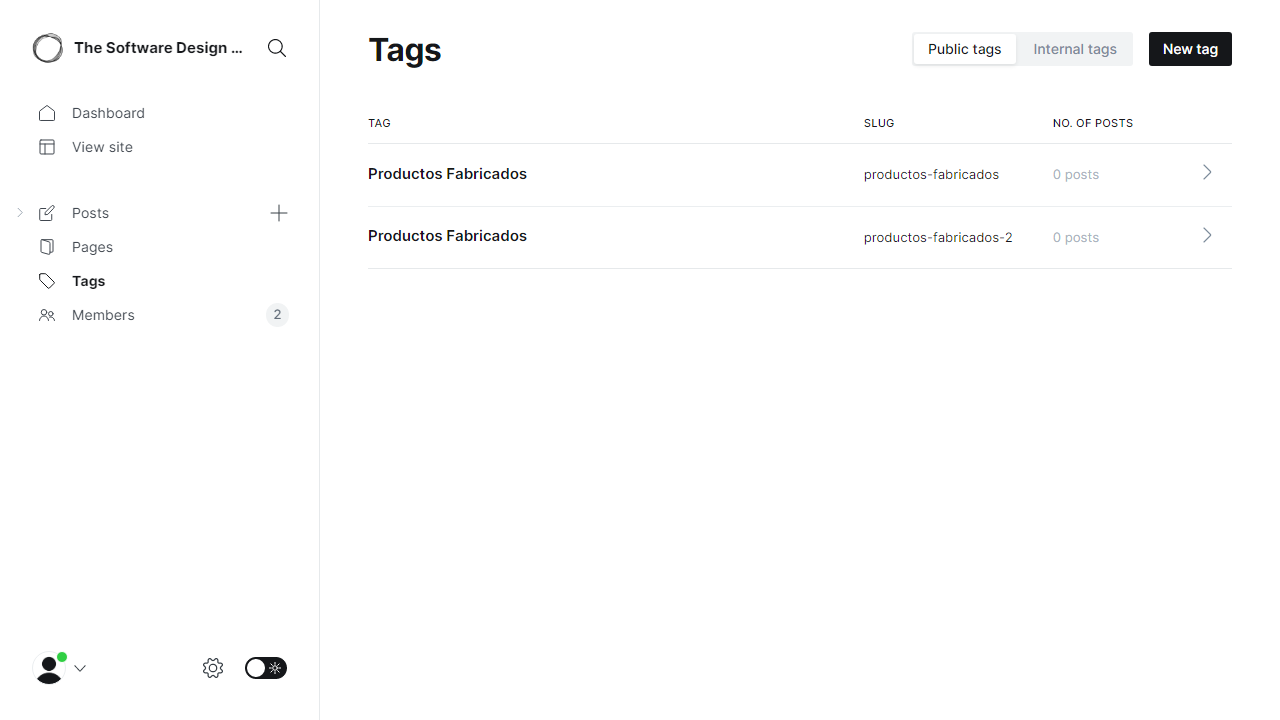 The Software Design ...
Dashboard
View site
Posts
Pages
Tags
Members 2
Tags
Public tags Internal tags New tag
TAG SLUG NO. OF POSTS
Productos Fabricados productos-fabricados 0 posts
Productos Fabricados productos-fabricados-2 0 posts